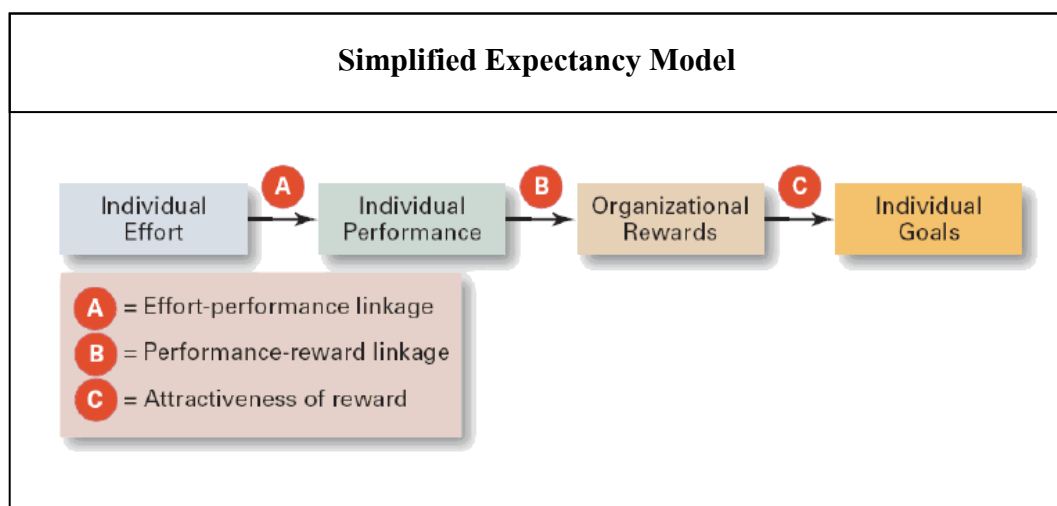 Simplified Expectancy Model
A
B
C
Individual
Effort
Individual
Performance
Organizational
Rewards
Individual
Goals
A = Effort-performance linkage
B = Performance-reward linkage
C = Attractiveness of reward